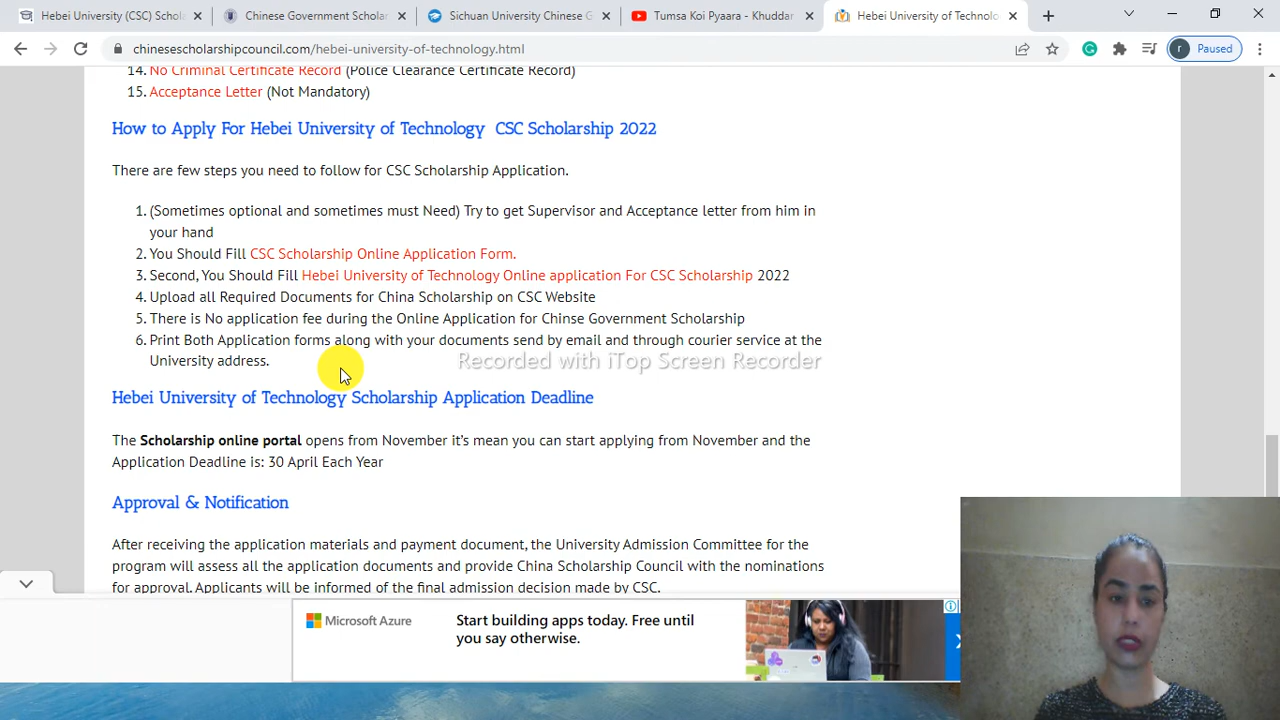 Hebei University (CSC) Schola
Chinese Government Scholar
Sichuan University Chinese G
Tumsa Koi Pyaara - Khuddar
Hebei University of Technolo
chinesescholarshipcouncil.com/hebei-university-of-technology.html
r Paused
14. No Criminal Certificate Record (Police Clearance Certificate Record)
15. Acceptance Letter (Not Mandatory)
How to Apply For Hebei University of Technology CSC Scholarship 2022
There are few steps you need to follow for CSC Scholarship Application.
1. (Sometimes optional and sometimes must Need) Try to get Supervisor and Acceptance letter from him in
your hand
2. You Should Fill CSC Scholarship Online Application Form.
3. Second, You Should Fill Hebei University of Technology Online application For CSC Scholarship 2022
4. Upload all Required Documents for China Scholarship on CSC Website
5. There is No application fee during the Online Application for Chinse Government Scholarship
6. Print Both Application forms along with your documents send by email and through courier service at the
University address.
Recorded with iTop Screen Recorder
Hebei University of Technology Scholarship Application Deadline
The Scholarship online portal opens from November it’s mean you can start applying from November and the
Application Deadline is: 30 April Each Year
Approval & Notification
After receiving the application materials and payment document, the University Admission Committee for the
program will assess all the application documents and provide China Scholarship Council with the nominations
for approval. Applicants will be informed of the final admission decision made by CSC.
Microsoft Azure
Start building apps today. Free until
you say otherwise.